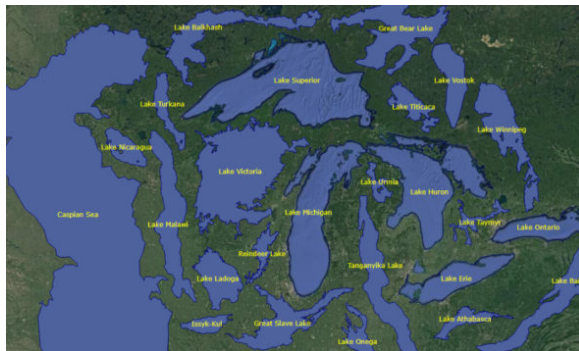 Lake Balkhash
Great Bear Lake
Lake Vostok
Lake Superior
Lake Turkana
Lake Titicaca
Lake Winnipeg
Lake Nicaragua
Lake Victoria
Lake Urmia
Lake Huron
Caspian Sea
Lake Malawi
Lake Michigan
Lake Taymyr
Lake Ontario
Reindeer Lake
Lake Ladoga
Tanganyika Lake
Lake Erie
Issyk-Kul
Great Slave Lake
Lake Athabasca
Lake Onega